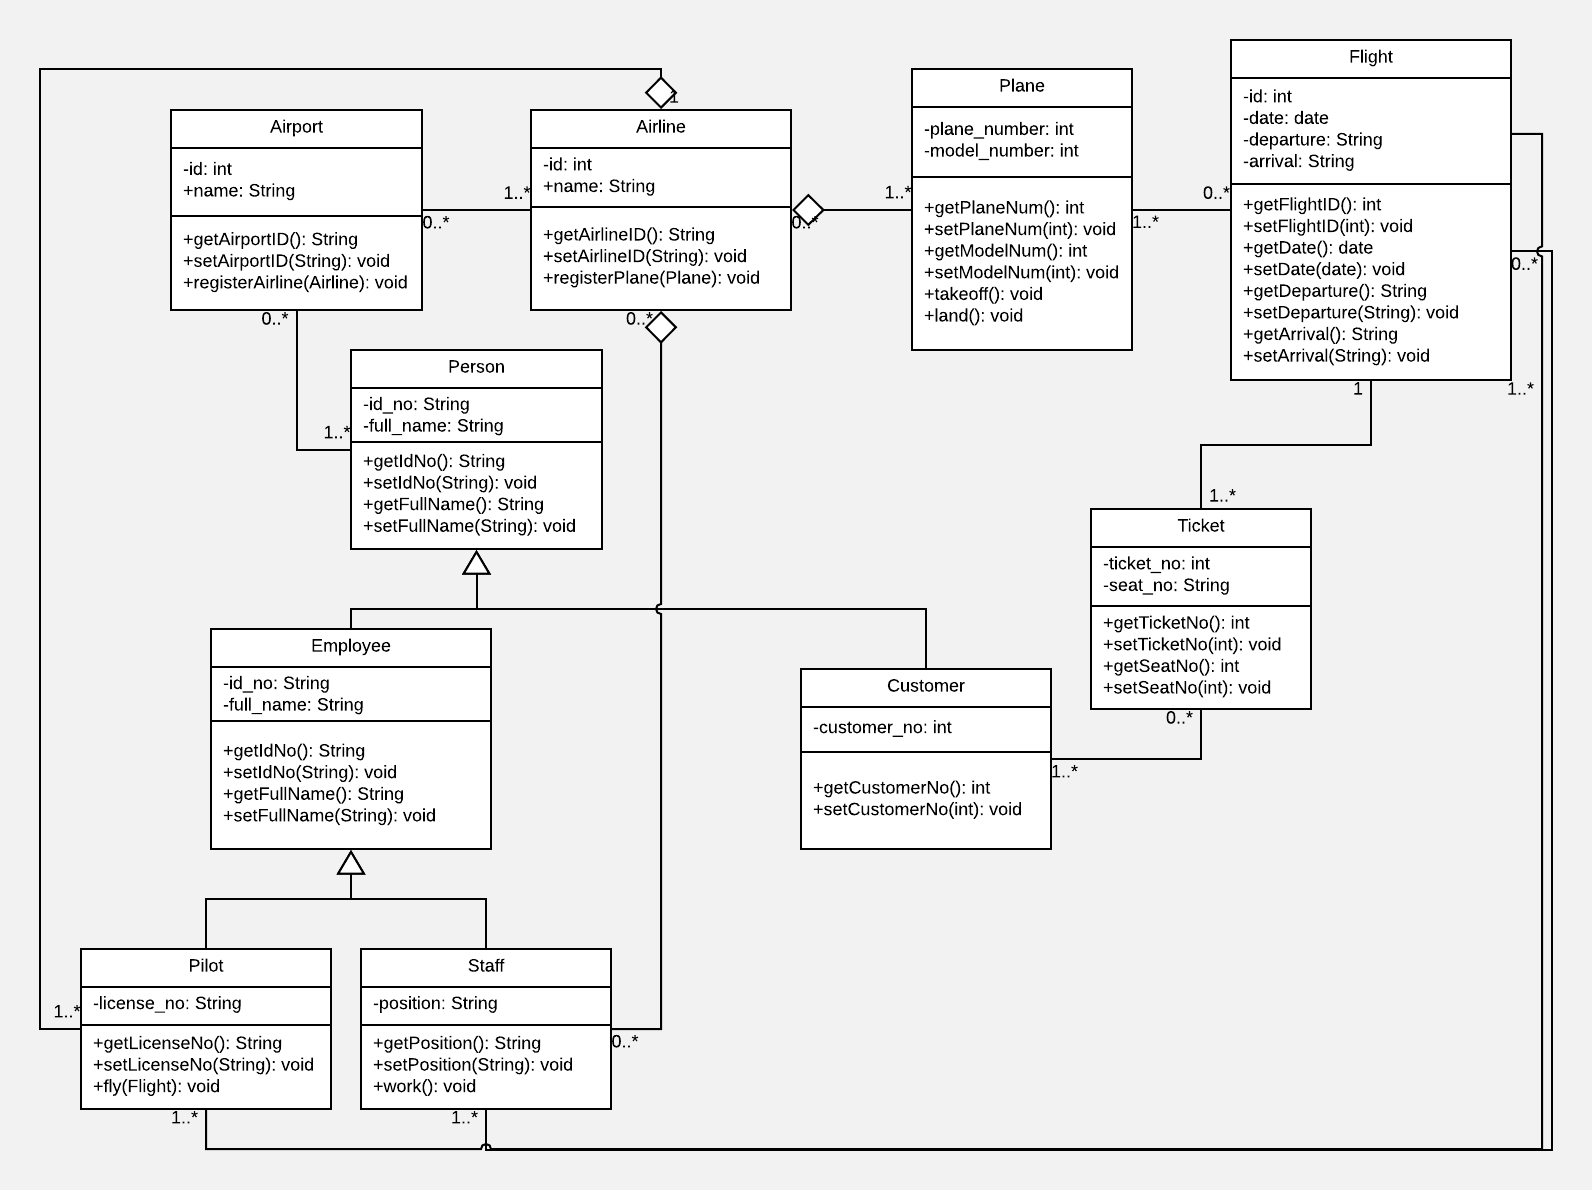 Airport
-id: int
+name: String
+getAirportID(): String
+setAirportID(String): void
+registerAirline(Airline): void
0..*
1..*
0..*
1..*
1
Airline
-id: int
+name: String
+getAirlineID(): String
+setAirlineID(String): void
+registerPlane(Plane): void
0..*
0..*
1..*
Plane
-plane_number: int
-model_number: int
+getPlaneNum(): int
+setPlaneNum(int): void
+getModelNum(): int
+setModelNum(int): void
+takeoff(): void
+land(): void
1..*
0..*
Flight
-id: int
-date: date
-departure: String
-arrival: String
+getFlightID(): int
+setFlightID(int): void
+getDate(): date
+setDate(date): void
+getDeparture(): String
+setDeparture(String): void
+getArrival(): String
+setArrival(String): void
0..*
1..*
1
1..*
Person
-id_no: String
-full_name: String
+getIdNo(): String
+setIdNo(String): void
+getFullName(): String
+setFullName(String): void
Ticket
-ticket_no: int
-seat_no: String
+getTicketNo(): int
+setTicketNo(int): void
+getSeatNo(): int
+setSeatNo(int): void
0..*
1..*
Employee
-id_no: String
-full_name: String
+getIdNo(): String
+setIdNo(String): void
+getFullName(): String
+setFullName(String): void
Customer
-customer_no: int
+getCustomerNo(): int
+setCustomerNo(int): void
1..*
Pilot
-license_no: String
+getLicenseNo(): String
+setLicenseNo(String): void
+fly(Flight): void
1..*
Staff
-position: String
+getPosition(): String
+setPosition(String): void
+work(): void
0..*
1..*